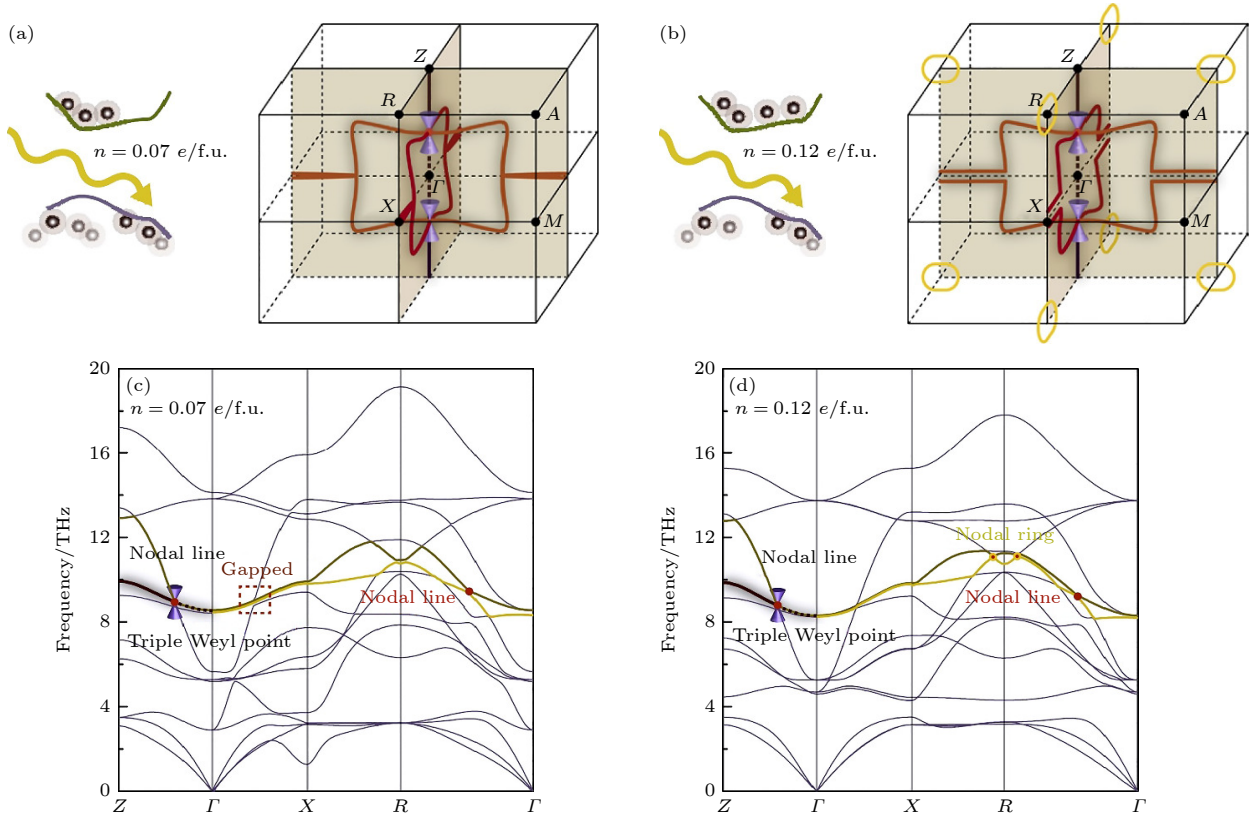 (a)
Z
R
A
n = 0.07 e/f.u.
Γ
X
M
(b)
Z
R
A
n = 0.12 e/f.u.
Γ
X
M
(c)
n = 0.07 e/f.u.
Frequency/THz
20
16
12
8
4
0
Nodal line
Gapped
Nodal line
Triple Weyl point
Z
Γ
X
R
Γ
(d)
n = 0.12 e/f.u.
Frequency/THz
20
16
12
8
4
0
Nodal ring
Nodal line
Nodal line
Triple Weyl point
Z
Γ
X
R
Γ